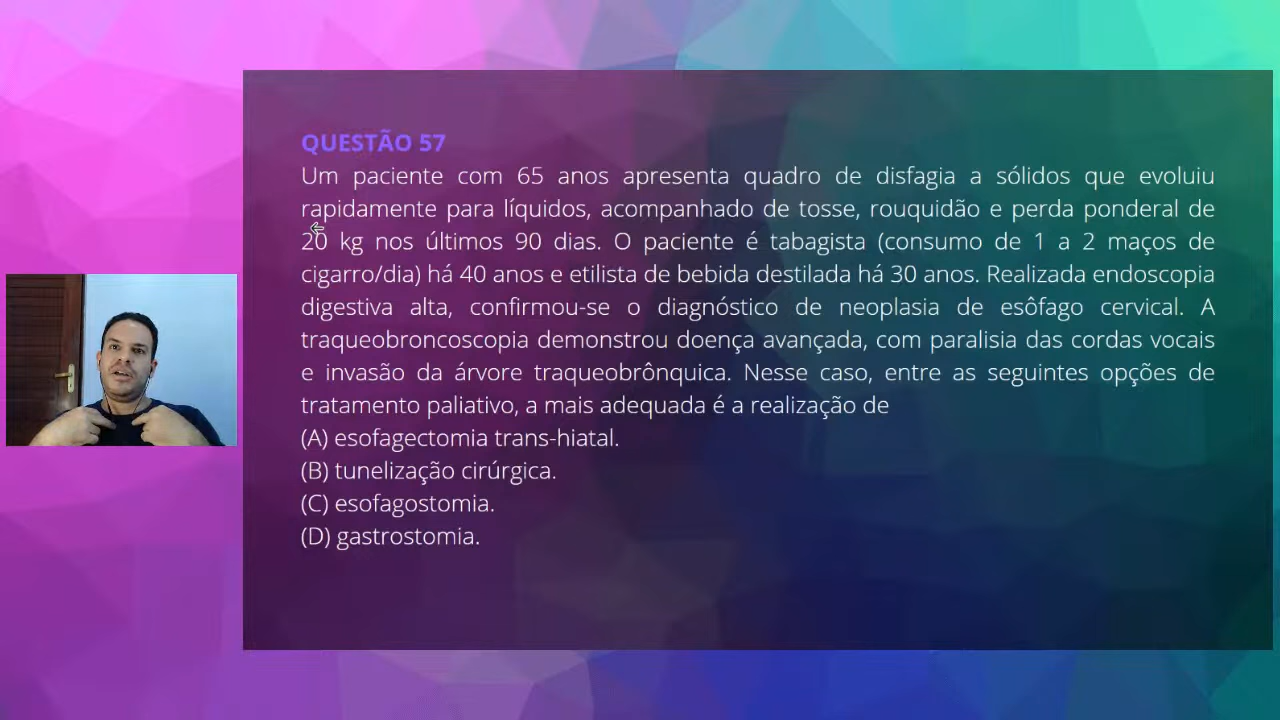 QUESTÃO 57
Um paciente com 65 anos apresenta quadro de disfagia a sólidos que evoluiu
rapidamente para líquidos, acompanhado de tosse, rouquidão e perda ponderal de
20 kg nos últimos 90 dias. O paciente é tabagista (consumo de 1 a 2 maços de
cigarro/dia) há 40 anos e etilista de bebida destilada há 30 anos. Realizada endoscopia
digestiva alta, confirmou-se o diagnóstico de neoplasia de esôfago cervical. A
traqueobroncoscopia demonstrou doença avançada, com paralisia das cordas vocais
e invasão da árvore traqueobrônquica. Nesse caso, entre as seguintes opções de
tratamento paliativo, a mais adequada é a realização de
(A) esofagectomia trans-hiatal.
(B) tunelização cirúrgica.
(C) esofagostomia.
(D) gastrostomia.